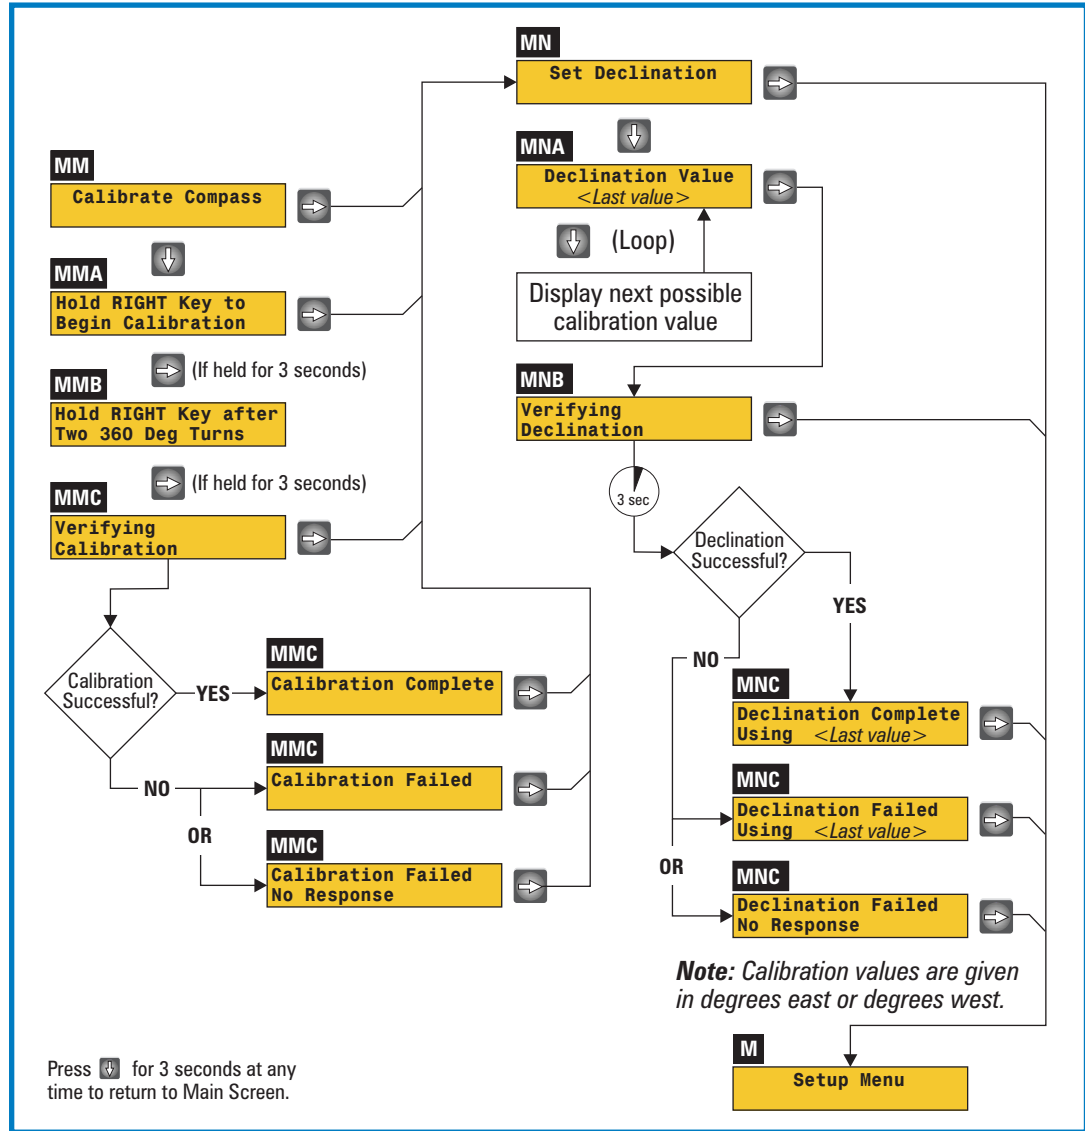 MM
Calibrate Compass
MMA
Hold RIGHT Key to
Begin Calibration
(If held for 3 seconds)
MMB
Hold RIGHT Key after
Two 360 Deg Turns
(If held for 3 seconds)
MMC
Verifying
Calibration
Calibration
Successful?
YES
MMC
Calibration Complete
NO
MMC
Calibration Failed
OR
MMC
Calibration Failed
No Response
MN
Set Declination
MNA
Declination Value
<Last value>
(Loop)
Display next possible
calibration value
MNB
Verifying
Declination
3 sec
Declination
Successful?
YES
NO
MNC
Declination Complete
Using <Last value>
MNC
Declination Failed
Using <Last value>
OR
MNC
Declination Failed
No Response
Note: Calibration values are given
in degrees east or degrees west.
M
Setup Menu
Press for 3 seconds at any
time to return to Main Screen.